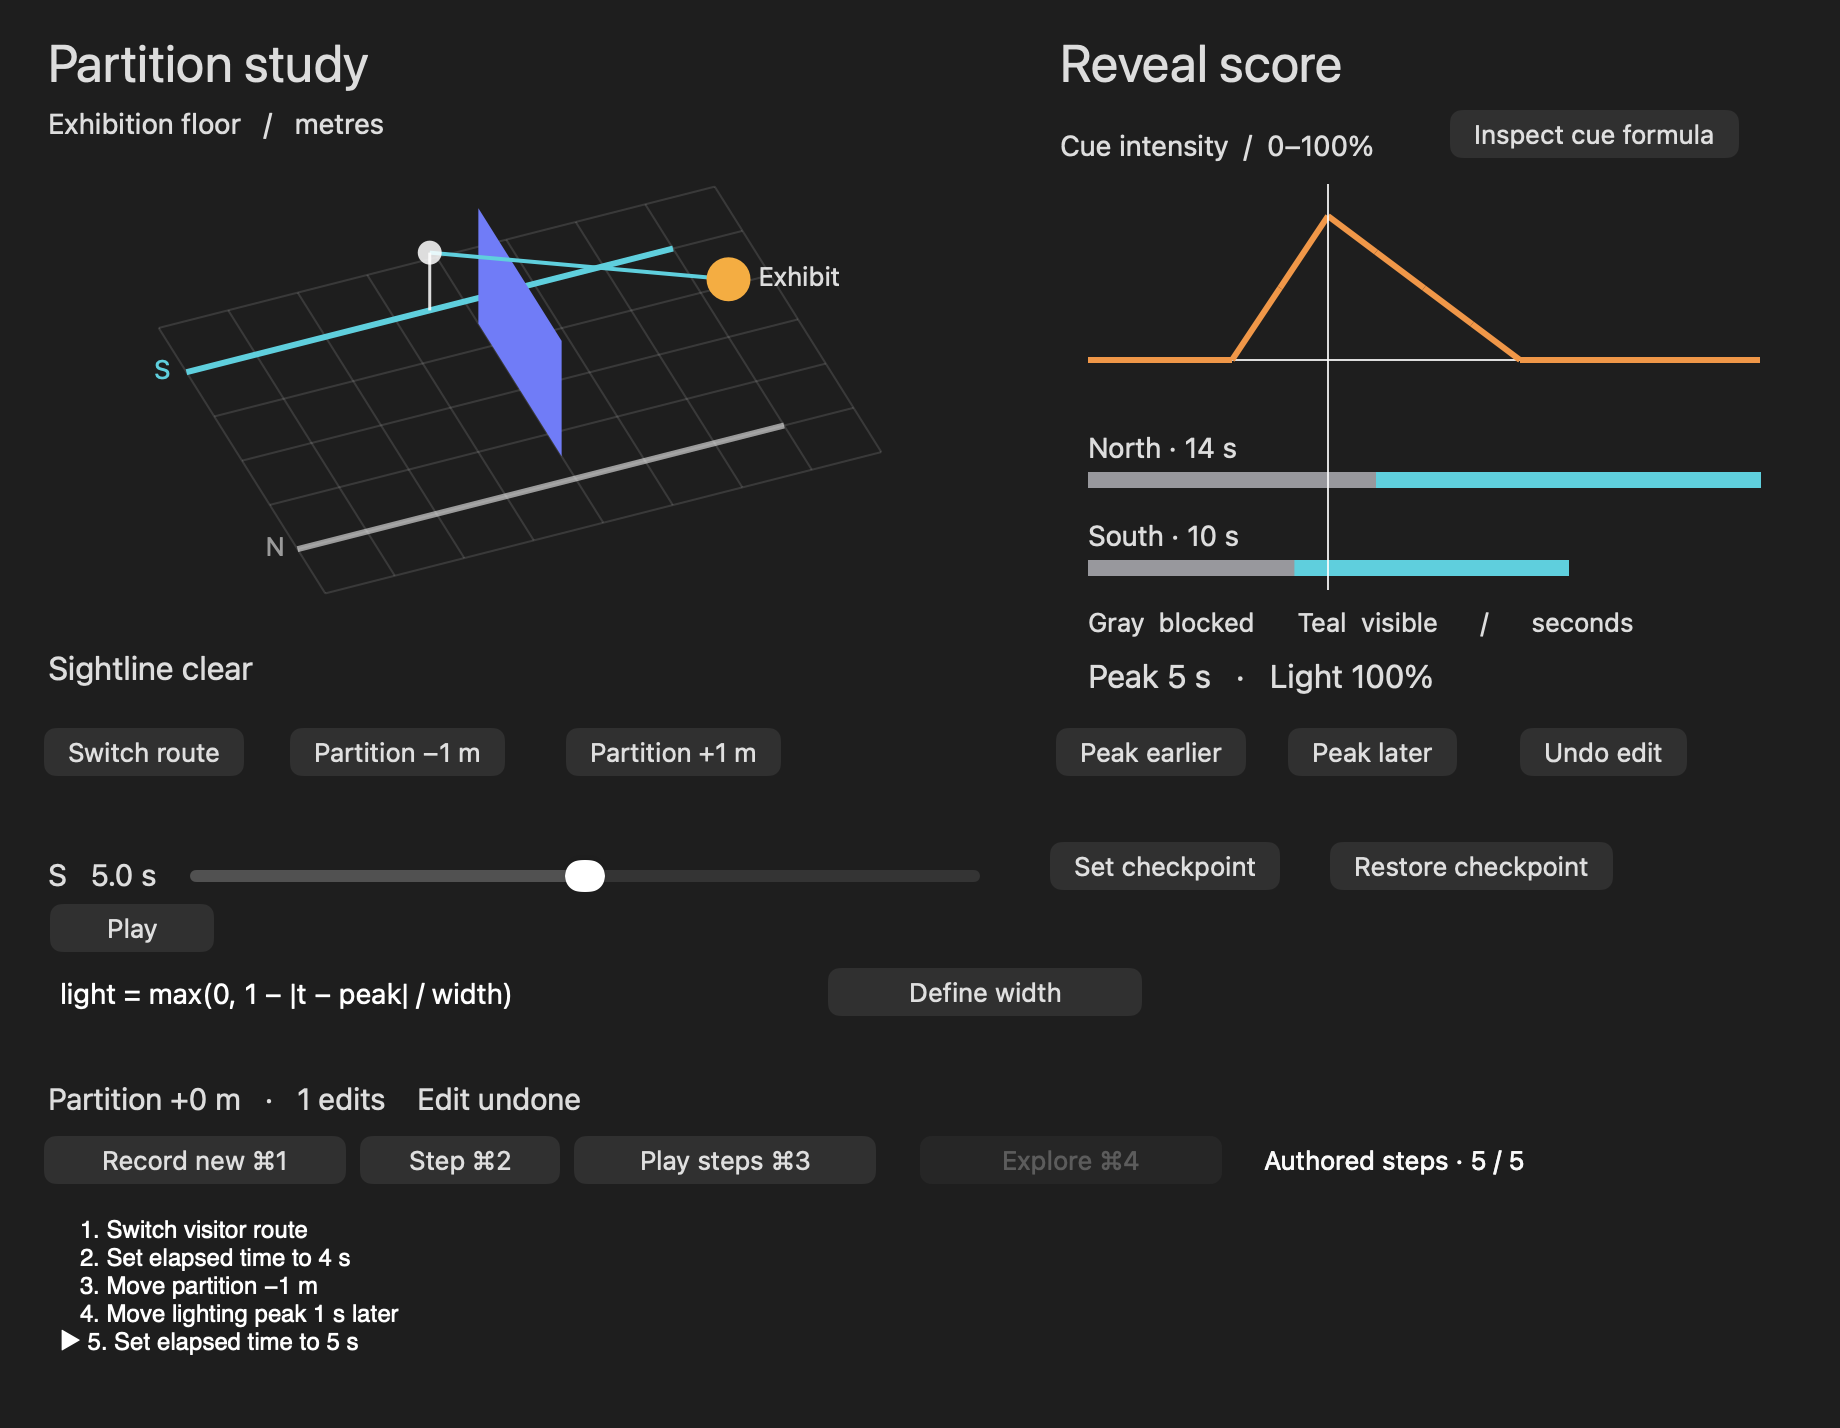 Partition study
Exhibition floor / metres
Exhibit
S
N
Sightline clear
Switch route
Partition –1 m
Partition +1 m
S 5.0 s
Play
light = max(0, 1 – |t – peak| / width)
Define width
Reveal score
Cue intensity / 0–100%
Inspect cue formula
North · 14 s
South · 10 s
Gray blocked Teal visible / seconds
Peak 5 s · Light 100%
Peak earlier
Peak later
Undo edit
Set checkpoint
Restore checkpoint
Partition +0 m · 1 edits Edit undone
Record new ⌘1
Step ⌘2
Play steps ⌘3
Explore ⌘4
Authored steps · 5 / 5
1. Switch visitor route
2. Set elapsed time to 4 s
3. Move partition –1 m
4. Move lighting peak 1 s later
▶ 5. Set elapsed time to 5 s